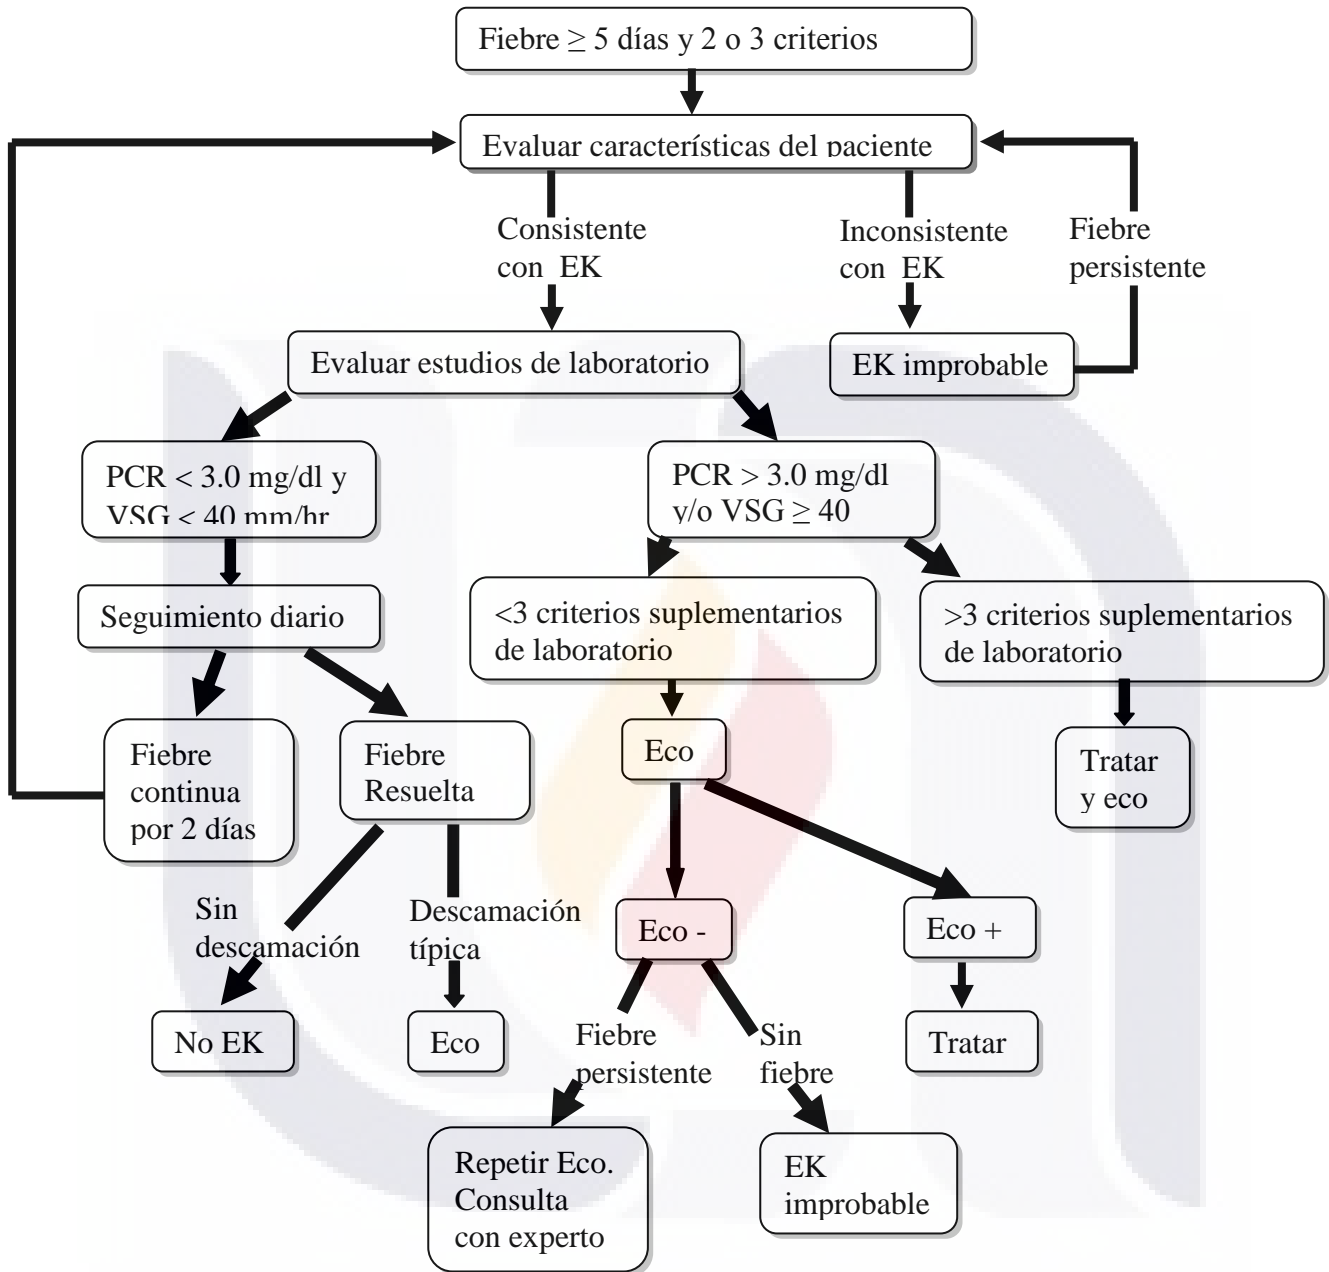 Fiebre ≥ 5 días y 2 o 3 criterios
Evaluar características del paciente
Consistente
con EK
Inconsistente
con EK
Fiebre
persistente
Evaluar estudios de laboratorio
EK improbable
PCR < 3.0 mg/dl y
VSG < 40 mm/hr
PCR > 3.0 mg/dl
y/o VSG ≥ 40
Seguimiento diario
<3 criterios suplementarios
de laboratorio
>3 criterios suplementarios
de laboratorio
Fiebre
continua
por 2 días
Fiebre
Resuelta
Eco
Tratar
y eco
Sin
descamación
Descamación
típica
Eco -
Eco +
No EK
Eco
Fiebre
persistente
Sin
fiebre
Tratar
Repetir Eco.
Consulta
con experto
EK
improbable